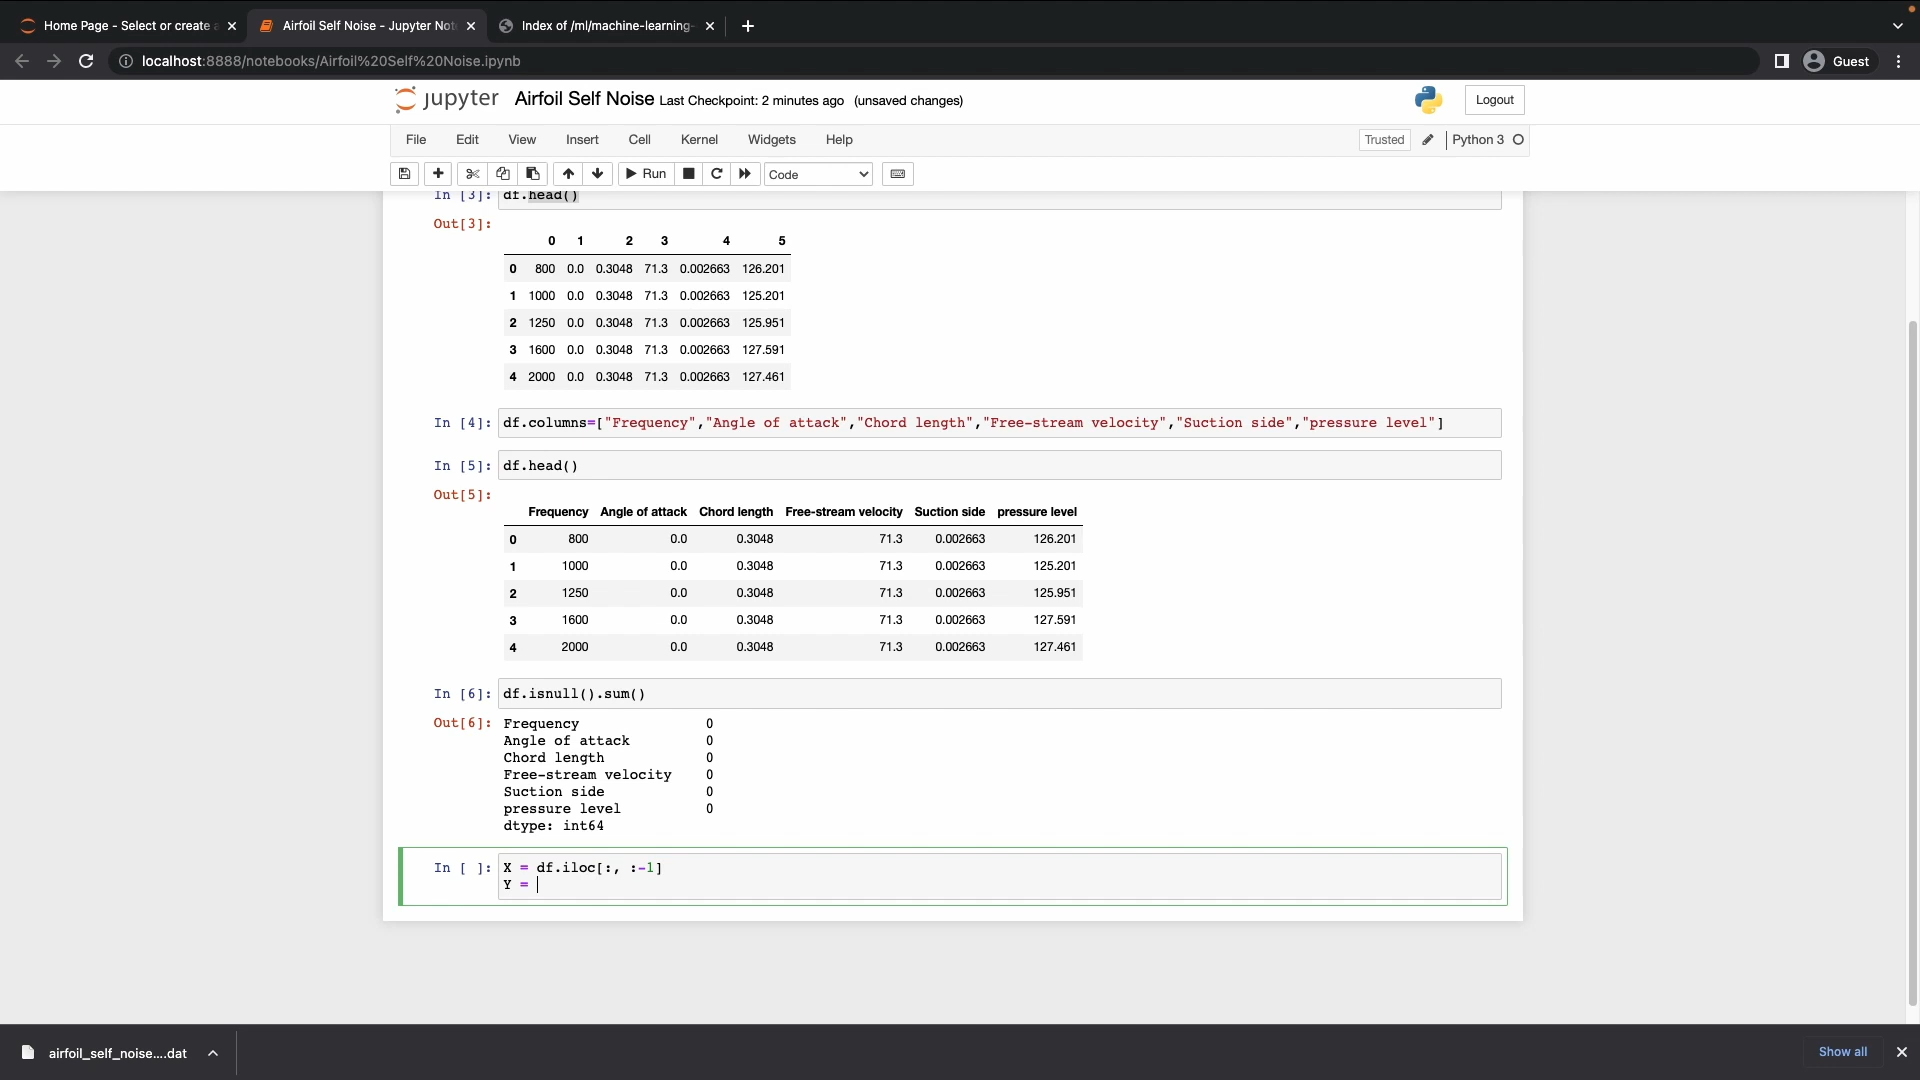 Home Page - Select or create a
Airfoil Self Noise - Jupyter Not
Index of /ml/machine-learning-
localhost:8888/notebooks/Airfoil%20Self%20Noise.ipynb
Guest
jupyter Airfoil Self Noise Last Checkpoint: 2 minutes ago (unsaved changes)
Logout
File Edit View Insert Cell Kernel Widgets Help
Trusted Python 3
Run Code
In [3]: df.head()
Out[3]:
0 1 2 3 4 5
0 800 0.0 0.3048 71.3 0.002663 126.201
1 1000 0.0 0.3048 71.3 0.002663 125.201
2 1250 0.0 0.3048 71.3 0.002663 125.951
3 1600 0.0 0.3048 71.3 0.002663 127.591
4 2000 0.0 0.3048 71.3 0.002663 127.461
In [4]: df.columns=["Frequency","Angle of attack","Chord length","Free-stream velocity","Suction side","pressure level"]
In [5]: df.head()
Out[5]:
Frequency Angle of attack Chord length Free-stream velocity Suction side pressure level
0 800 0.0 0.3048 71.3 0.002663 126.201
1 1000 0.0 0.3048 71.3 0.002663 125.201
2 1250 0.0 0.3048 71.3 0.002663 125.951
3 1600 0.0 0.3048 71.3 0.002663 127.591
4 2000 0.0 0.3048 71.3 0.002663 127.461
In [6]: df.isnull().sum()
Out[6]: Frequency 0
Angle of attack 0
Chord length 0
Free-stream velocity 0
Suction side 0
pressure level 0
dtype: int64
In [ ]: X = df.iloc[:, :-1]
Y =
airfoil_self_noise....dat
Show all